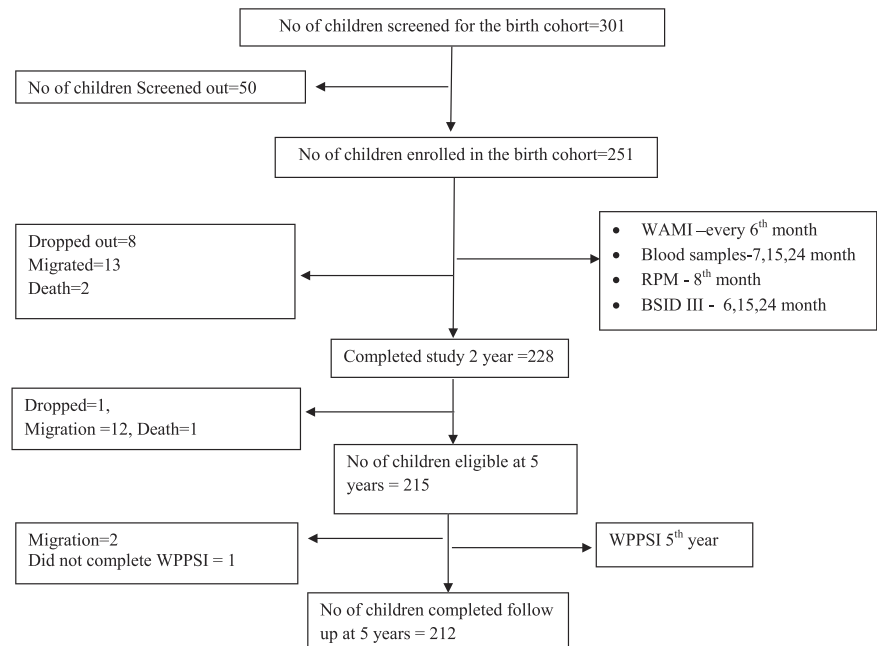 No of children screened for the birth cohort=301
No of children Screened out=50
No of children enrolled in the birth cohort=251
Dropped out=8
Migrated=13
Death=2
• WAMI –every 6th month
• Blood samples-7,15,24 month
• RPM - 8th month
• BSID III - 6,15,24 month
Completed study 2 year =228
Dropped=1,
Migration =12, Death=1
No of children eligible at 5
years = 215
Migration=2
Did not complete WPPSI = 1
WPPSI 5th year
No of children completed follow
up at 5 years = 212